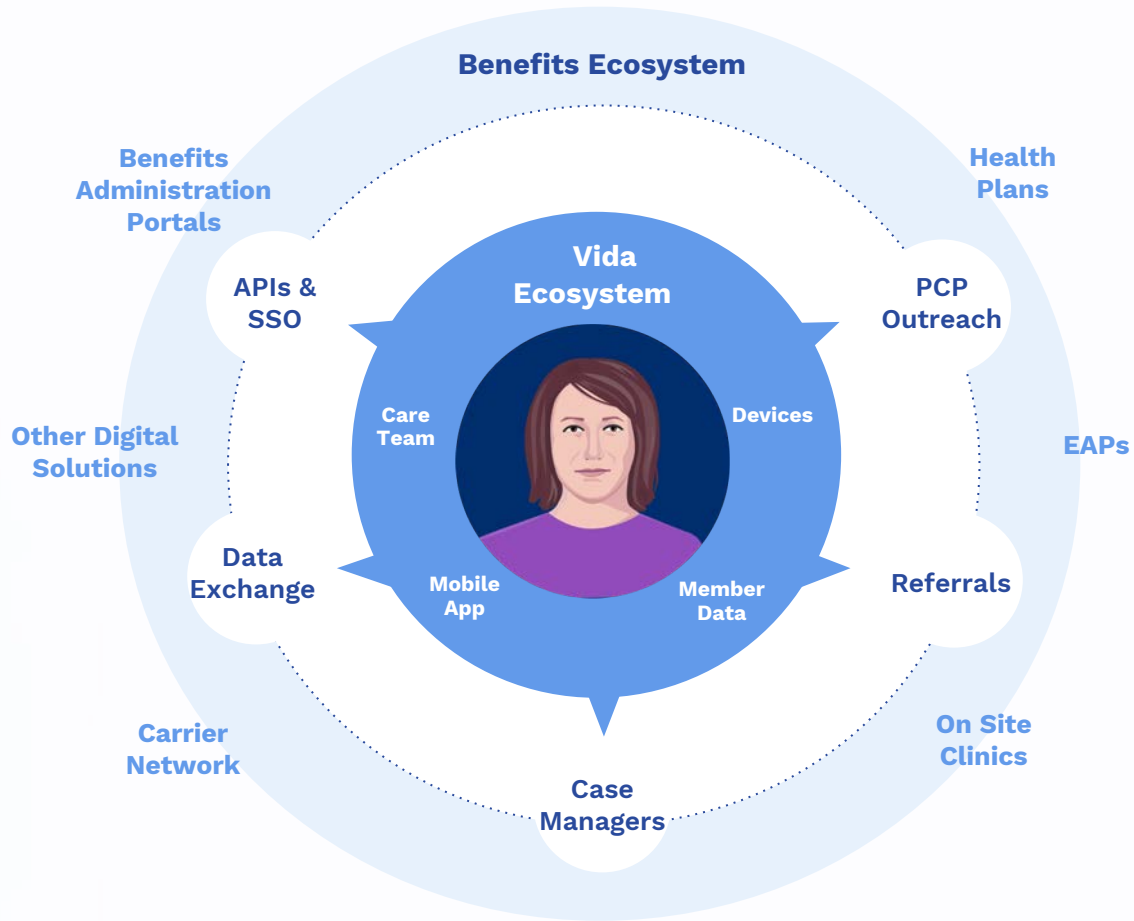 Benefits Ecosystem
Benefits
Administration
Portals
Health
Plans
APIs &
SSO
Vida
Ecosystem
PCP
Outreach
Care
Team
Devices
Other Digital
Solutions
EAPs
Data
Exchange
Mobile
App
Member
Data
Referrals
Carrier
Network
On Site
Clinics
Case
Managers